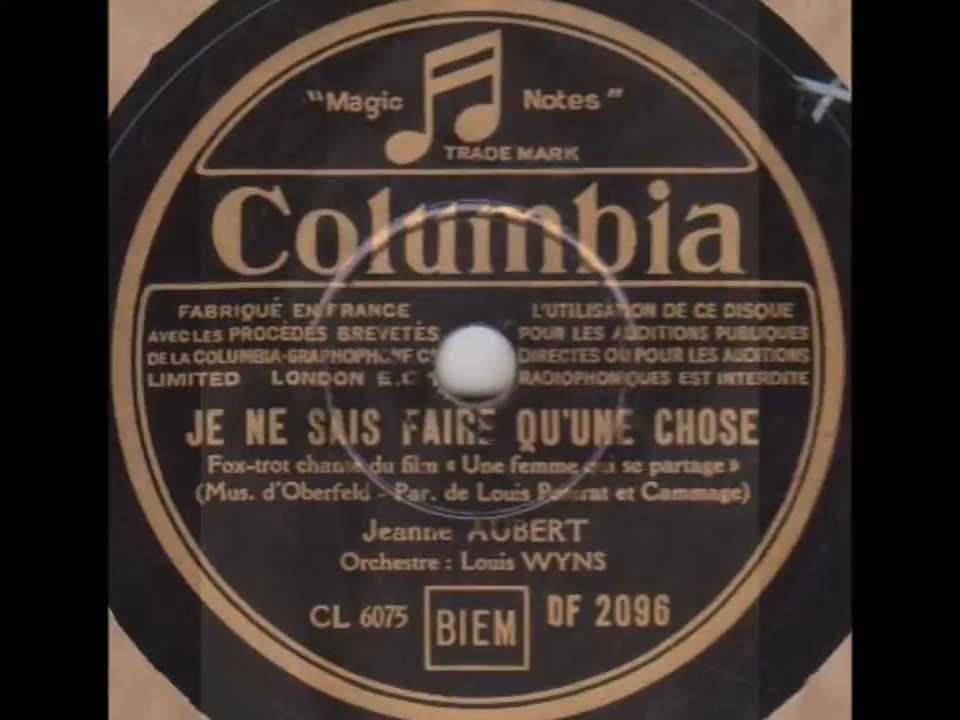 "Magic Notes"
TRADE MARK
Columbia
FABRIQUÉ EN FRANCE
AVEC LES PROCÉDÉS BREVETÉS
DE LA COLUMBIA-GRAPHOPHONE Cº
LIMITED LONDON E.C 1
L'UTILISATION DE CE DISQUE
POUR LES AUDITIONS PUBLIQUES
DIRECTES OU POUR LES AUDITIONS
RADIOPHONIQUES EST INTERDITE
JE NE SAIS FAIRE QU'UNE CHOSE
Fox-trot chanté du film « Une femme qui se partage »
(Mus. d'Oberfeld - Par. de Louis et Cammage)
Jeanne AUBERT
Orchestre : Louis WYNS
CL 6075 BIEM DF 2096